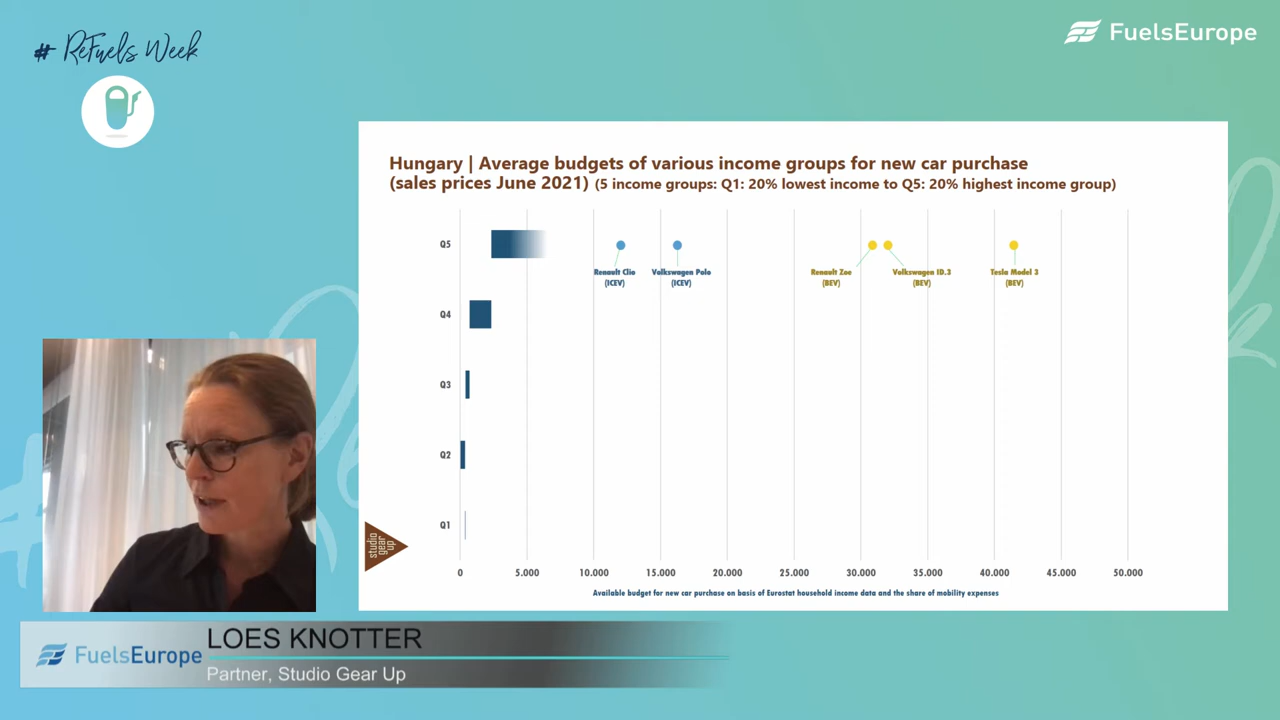 # ReFuels Week
FuelsEurope
Hungary | Average budgets of various income groups for new car purchase
(sales prices June 2021) (5 income groups: Q1: 20% lowest income to Q5: 20% highest income group)
Q5
Renault Clio
(ICEV)
Volkswagen Polo
(ICEV)
Renault Zoe
(BEV)
Volkswagen ID.3
(BEV)
Tesla Model 3
(BEV)
Q4
Q3
Q2
Q1
studio
gear
up
0 5.000 10.000 15.000 20.000 25.000 30.000 35.000 40.000 45.000 50.000
Available budget for new car purchase on basis of Eurostat household income data and the share of mobility expenses
FuelsEurope
LOES KNOTTER
Partner, Studio Gear Up